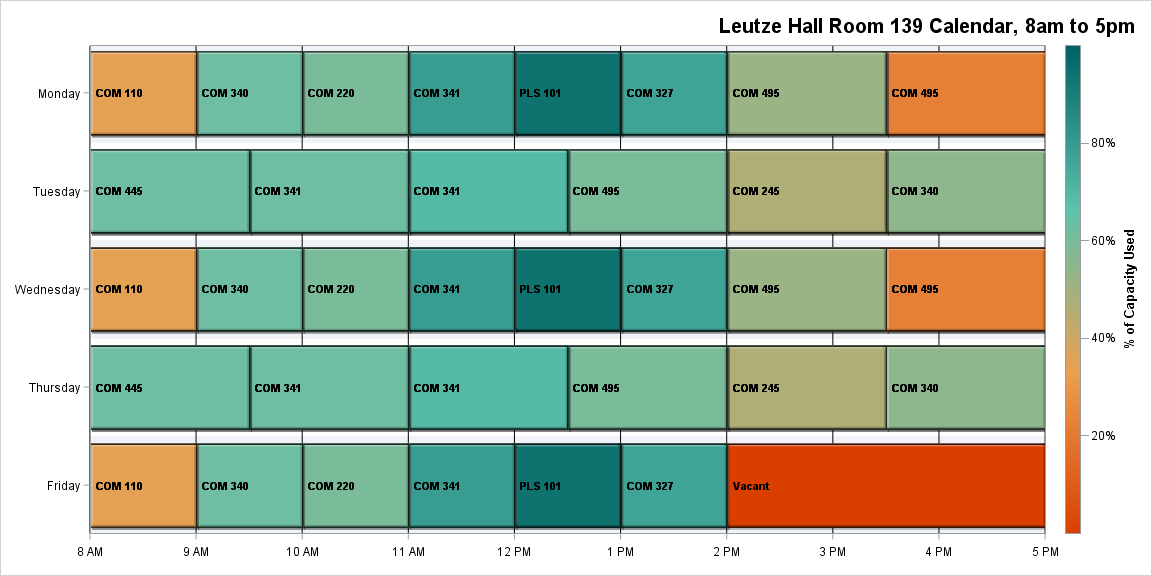 Leutze Hall Room 139 Calendar, 8am to 5pm
Monday
COM 110
COM 340
COM 220
COM 341
PLS 101
COM 327
COM 495
COM 495
Tuesday
COM 445
COM 341
COM 341
COM 495
COM 245
COM 340
Wednesday
COM 110
COM 340
COM 220
COM 341
PLS 101
COM 327
COM 495
COM 495
Thursday
COM 445
COM 341
COM 341
COM 495
COM 245
COM 340
Friday
COM 110
COM 340
COM 220
COM 341
PLS 101
COM 327
Vacant
8 AM
9 AM
10 AM
11 AM
12 PM
1 PM
2 PM
3 PM
4 PM
5 PM
80%
60%
40%
20%
% of Capacity Used